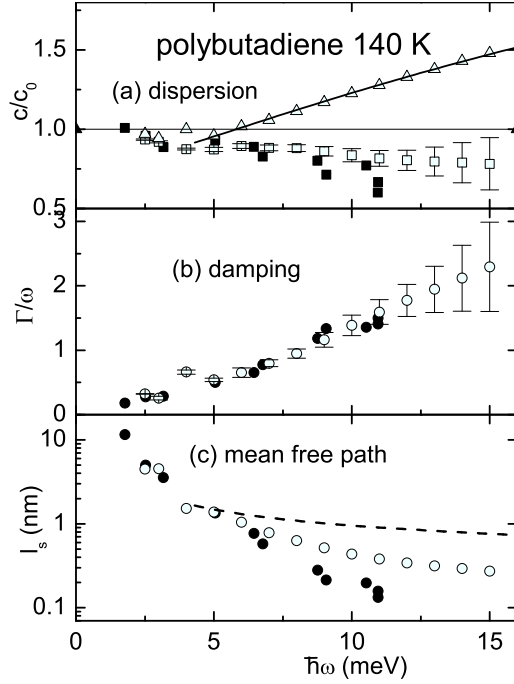 polybutadiene 140 K
(a) dispersion
c/c₀
1.5
1.0
0.5
(b) damping
Γ/ω
3
2
1
0
(c) mean free path
l_s (nm)
10
1
0.1
0 5 10 15
ħω (meV)